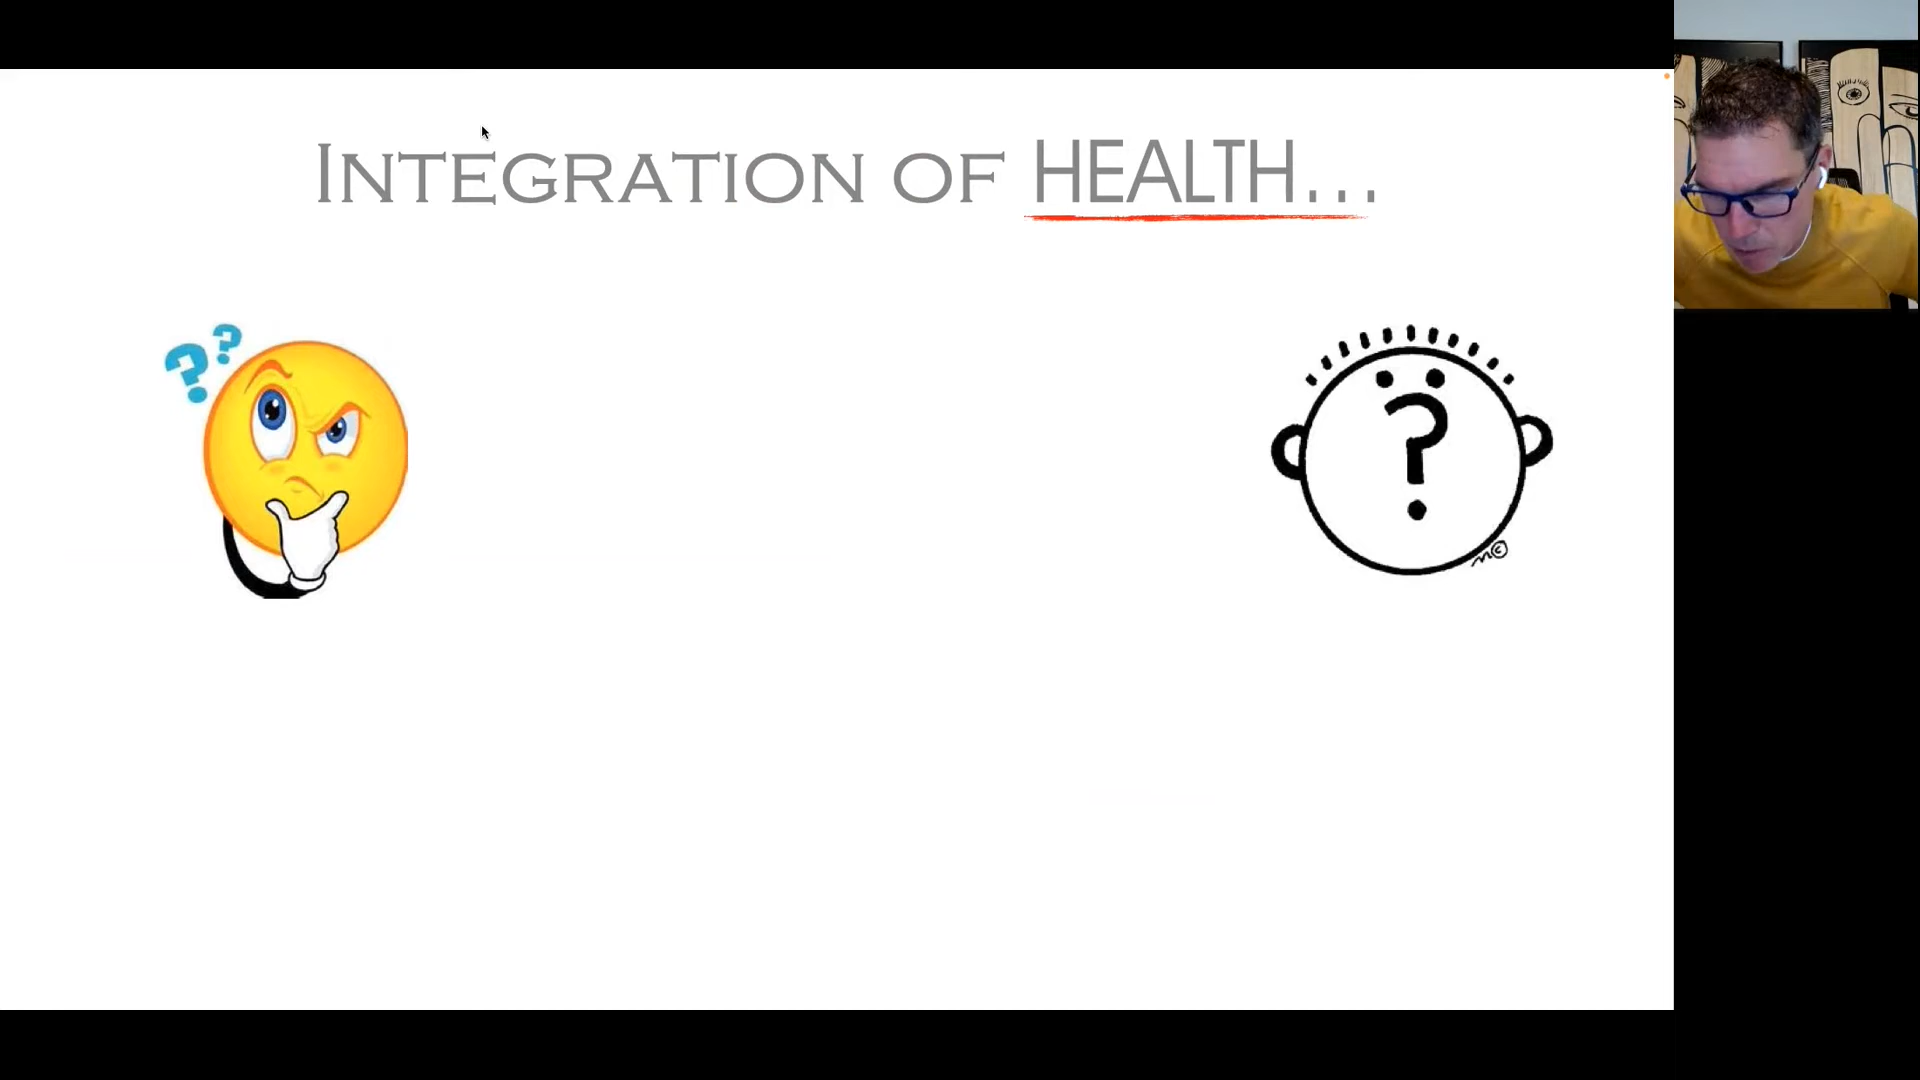 INTEGRATION OF HEALTH...
? ?
?